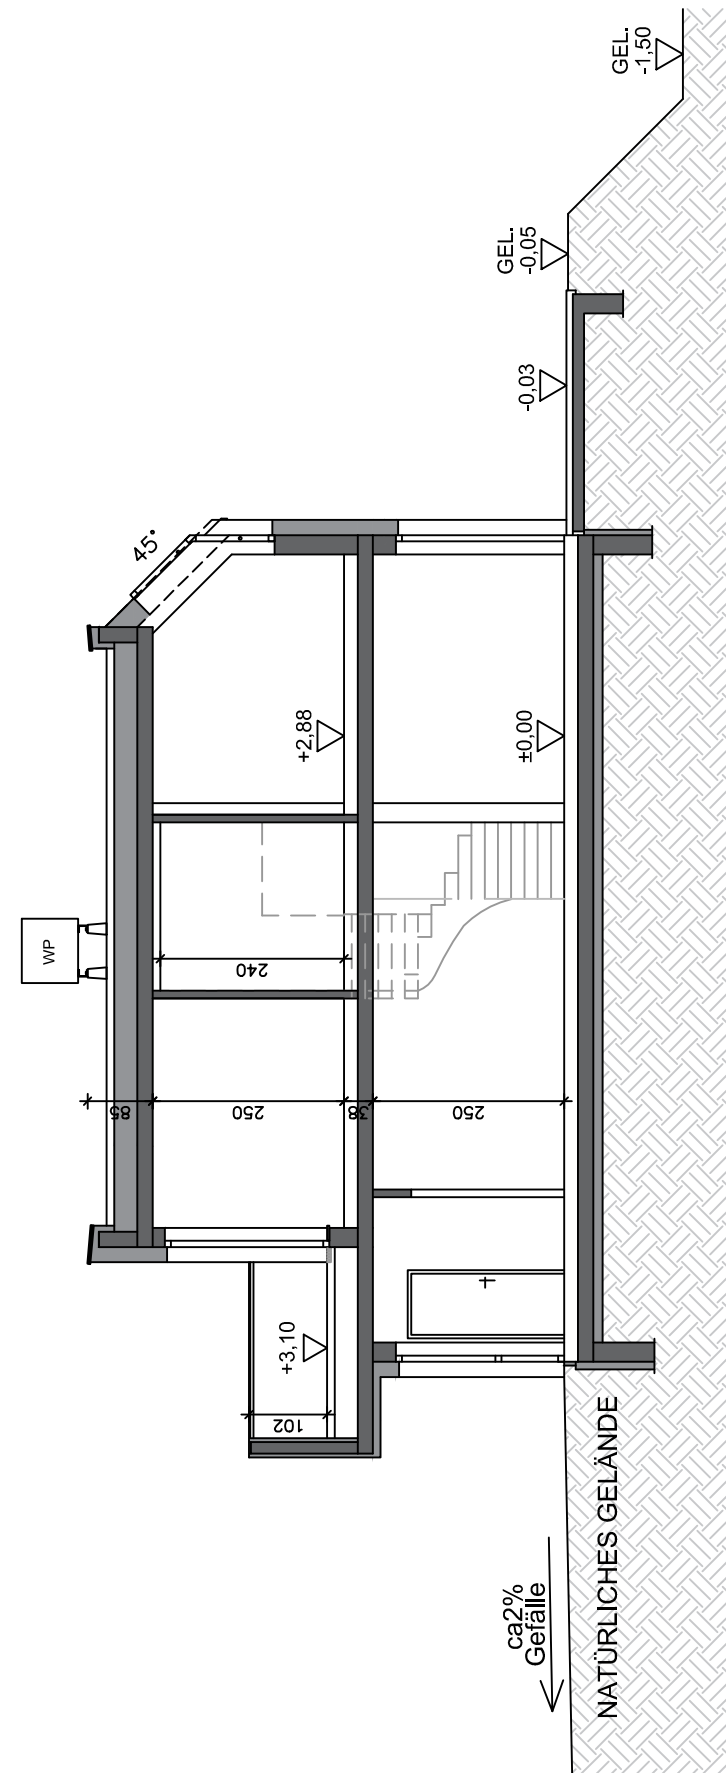 WP
45°
85
250
240
38
250
102
+3,10
+2,88
±0,00
-0,03
GEL.
-0,05
GEL.
-1,50
ca2%
Gefälle
NATÜRLICHES GELÄNDE